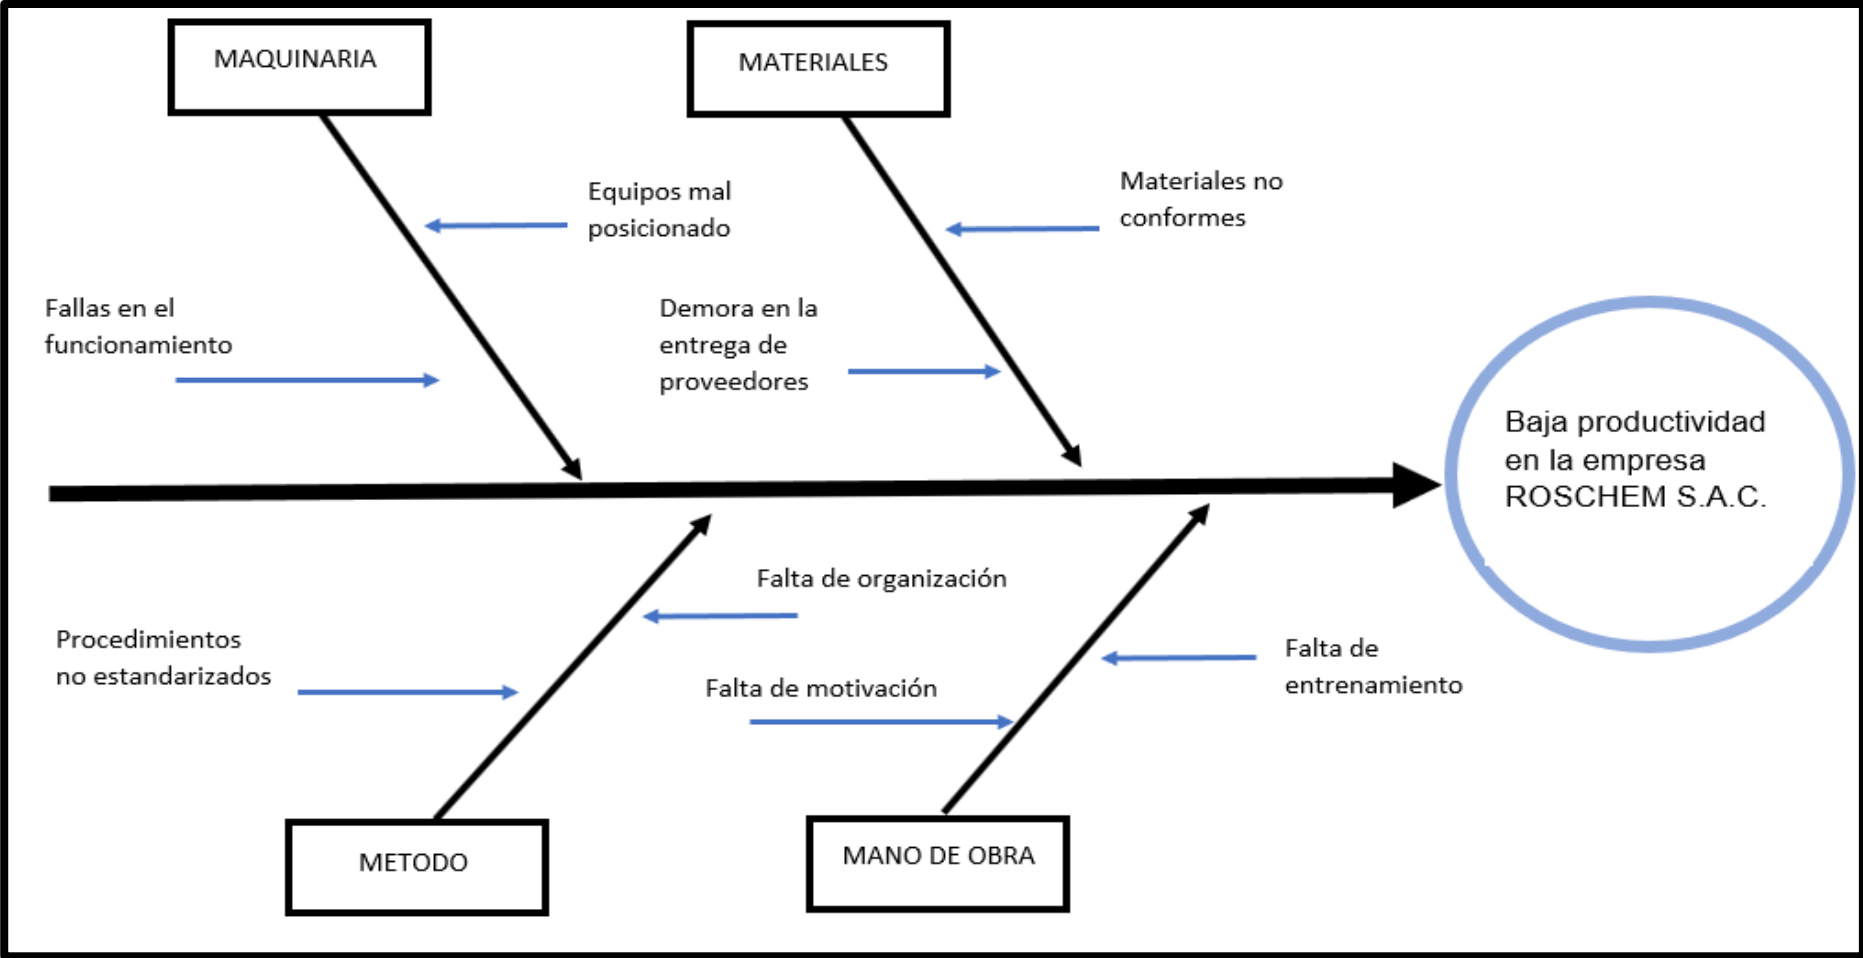 MAQUINARIA
MATERIALES
Equipos mal
posicionado
Materiales no
conformes
Fallas en el
funcionamiento
Demora en la
entrega de
proveedores
Baja productividad
en la empresa
ROSCHEM S.A.C.
Falta de organización
Procedimientos
no estandarizados
Falta de motivación
Falta de
entrenamiento
METODO
MANO DE OBRA